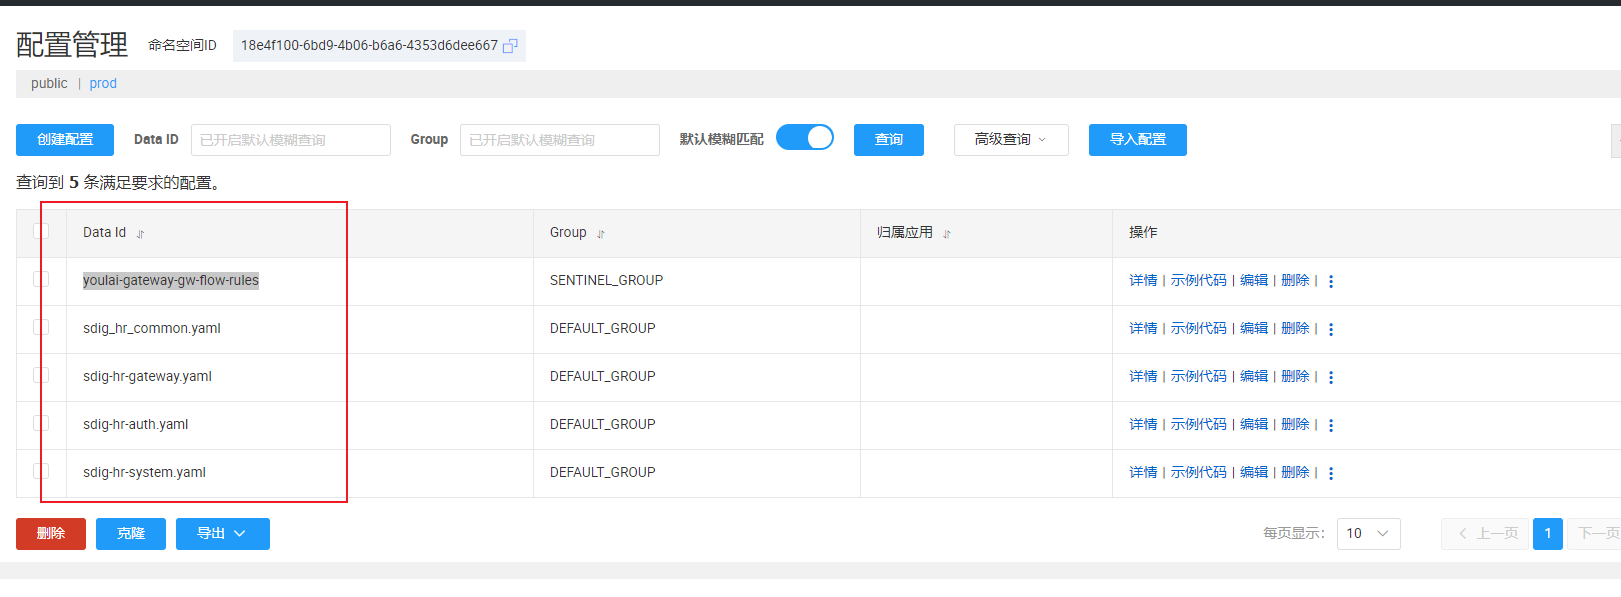 配置管理 命名空间ID 18e4f100-6bd9-4b06-b6a6-4353d6dee667
public | prod
创建配置 Data ID 已开启默认模糊查询 Group 已开启默认模糊查询 默认模糊匹配 查询 高级查询 导入配置
查询到 5 条满足要求的配置。
Data Id Group 归属应用 操作
youlai-gateway-gw-flow-rules SENTINEL_GROUP 详情 | 示例代码 | 编辑 | 删除 |
sdig_hr_common.yaml DEFAULT_GROUP 详情 | 示例代码 | 编辑 | 删除 |
sdig-hr-gateway.yaml DEFAULT_GROUP 详情 | 示例代码 | 编辑 | 删除 |
sdig-hr-auth.yaml DEFAULT_GROUP 详情 | 示例代码 | 编辑 | 删除 |
sdig-hr-system.yaml DEFAULT_GROUP 详情 | 示例代码 | 编辑 | 删除 |
删除 克隆 导出 每页显示: 10 上一页 1 下一页